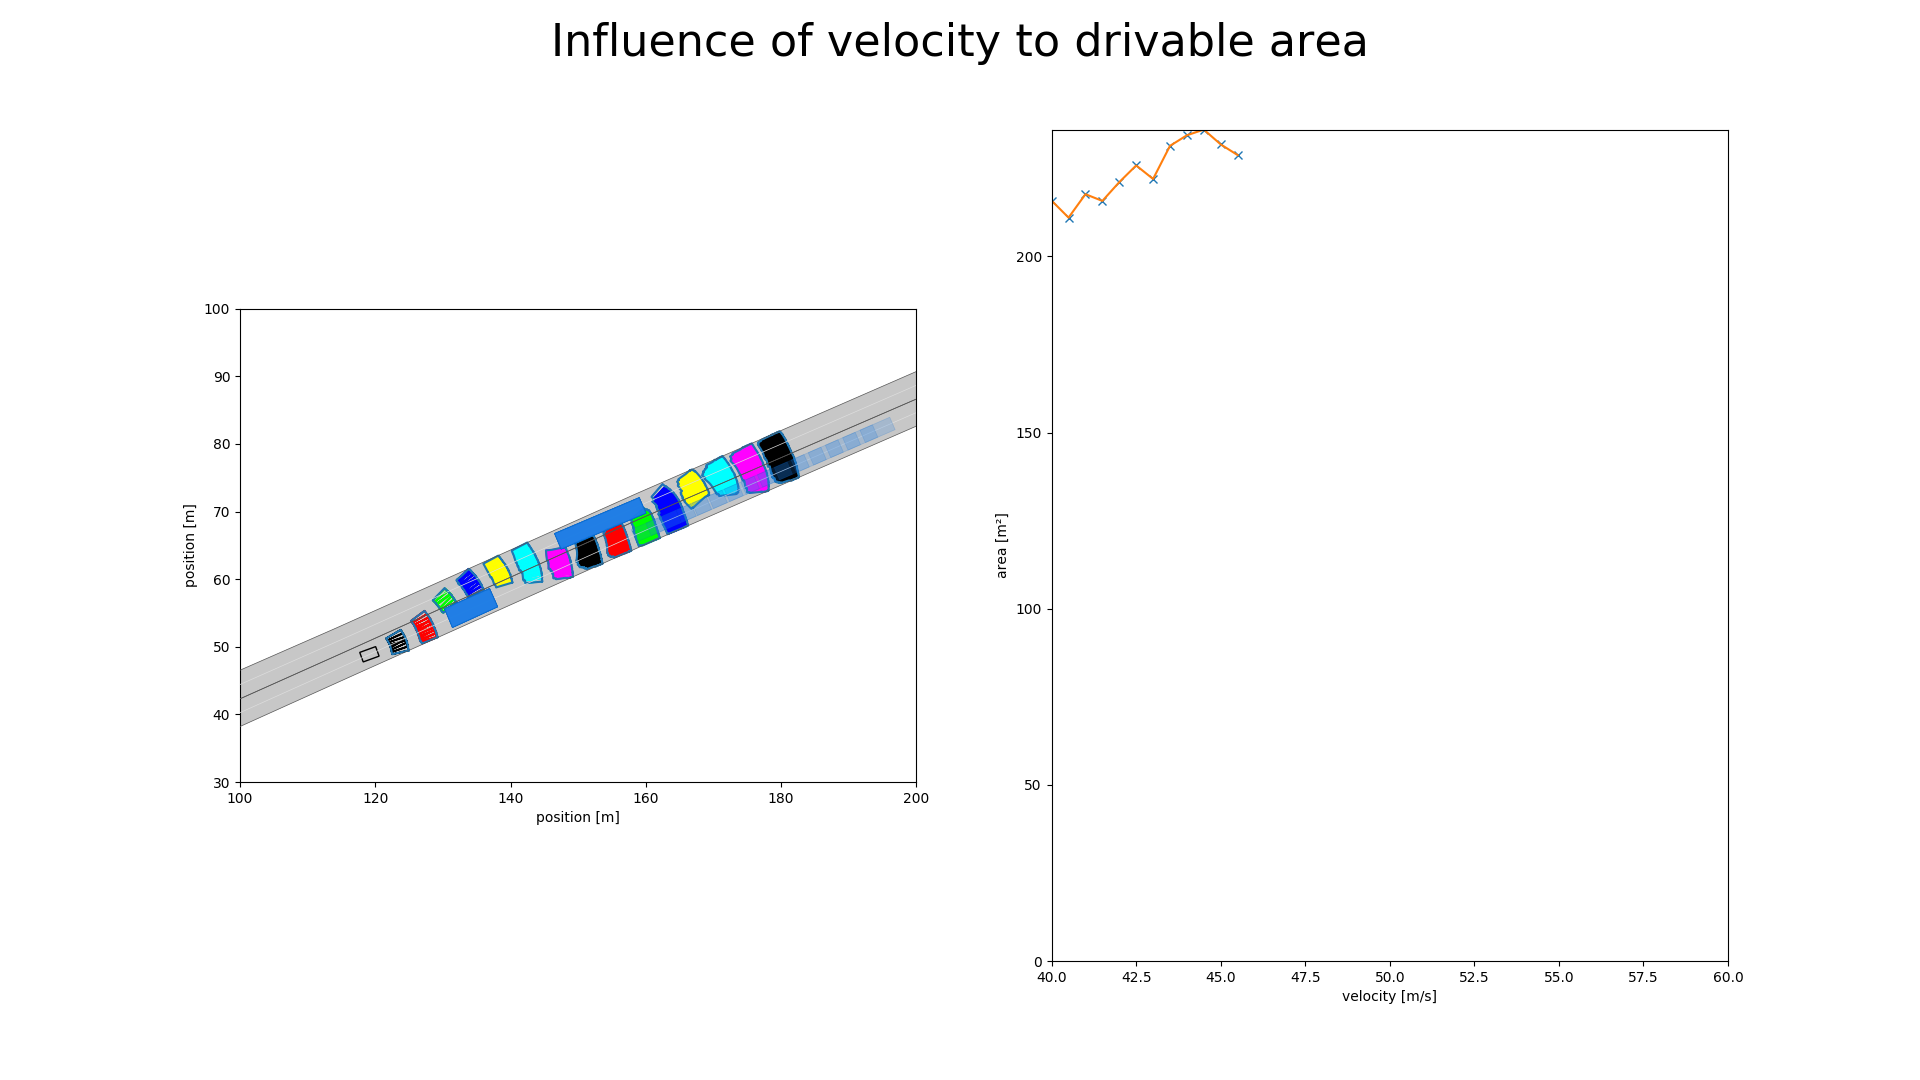 Influence of velocity to drivable area
100
90
80
70
60
50
40
30
position [m]
100 120 140 160 180 200
position [m]
200
150
100
50
0
area [m²]
40.0 42.5 45.0 47.5 50.0 52.5 55.0 57.5 60.0
velocity [m/s]